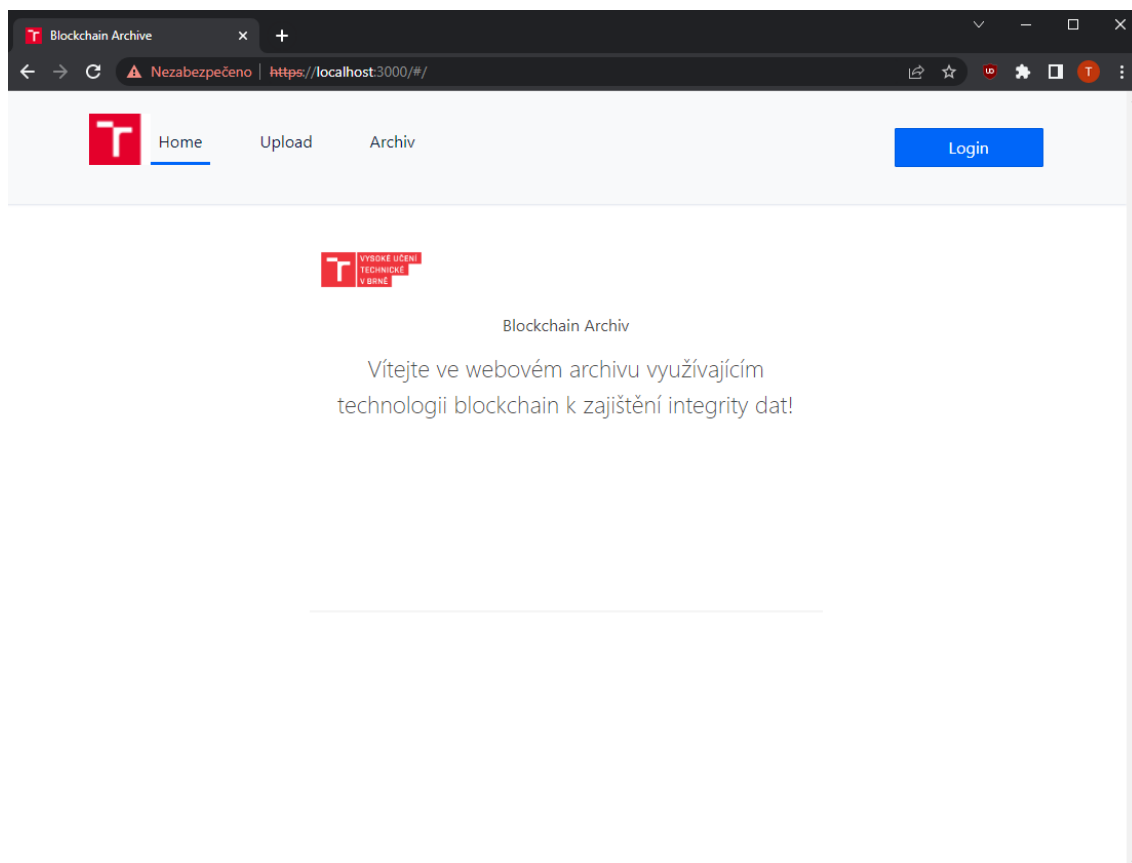 Blockchain Archive
Nezabezpečeno https://localhost:3000/#/
T
Home Upload Archiv Login
VYSOKÉ UČENÍ
TECHNICKÉ
V BRNĚ
Blockchain Archiv
Vítejte ve webovém archivu využívajícím
technologii blockchain k zajištění integrity dat!